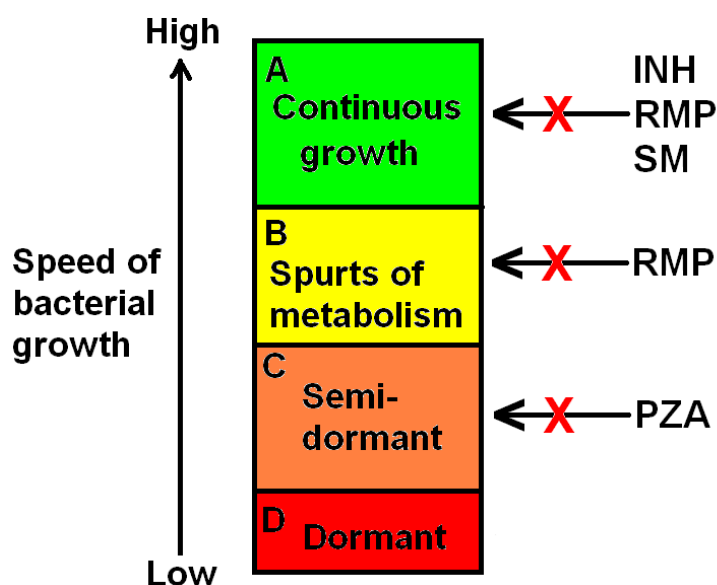 High
Speed of
bacterial
growth
Low
A
Continuous
growth
B
Spurts of
metabolism
C
Semi-
dormant
D
Dormant
INH
X
RMP
SM
X
RMP
X
PZA